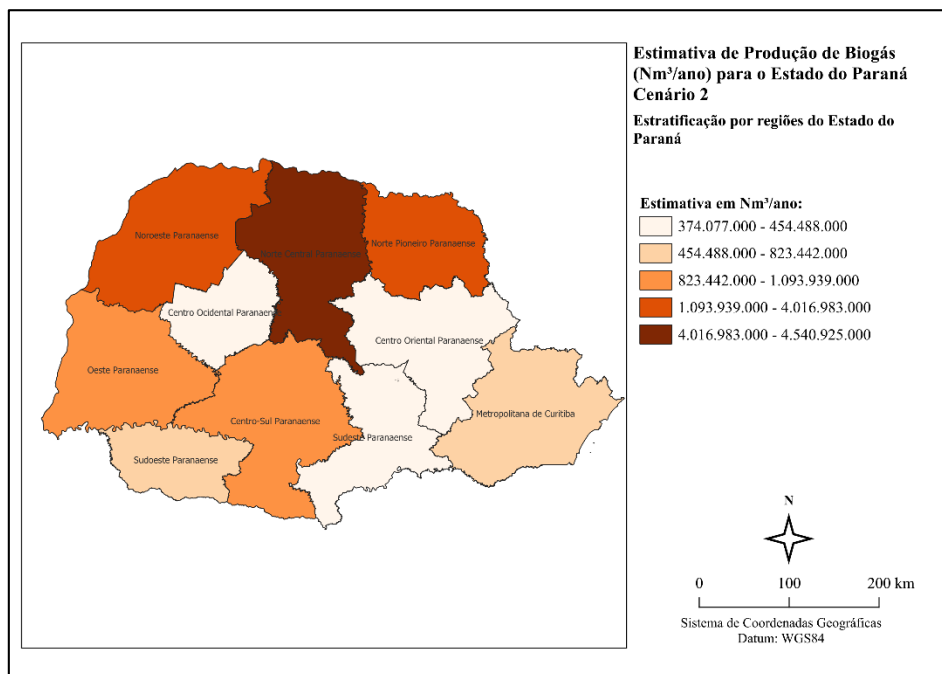 Estimativa de Produção de Biogás
(Nm³/ano) para o Estado do Paraná
Cenário 2
Estratificação por regiões do Estado do
Paraná
Estimativa em Nm³/ano:
374.077.000 - 454.488.000
454.488.000 - 823.442.000
823.442.000 - 1.093.939.000
1.093.939.000 - 4.016.983.000
4.016.983.000 - 4.540.925.000
Noroeste Paranaense
Norte Central Paranaense
Norte Pioneiro Paranaense
Centro Ocidental Paranaense
Centro Oriental Paranaense
Oeste Paranaense
Centro-Sul Paranaense
Metropolitana de Curitiba
Sudeste Paranaense
Sudoeste Paranaense
N
0 100 200 km
Sistema de Coordenadas Geográficas
Datum: WGS84